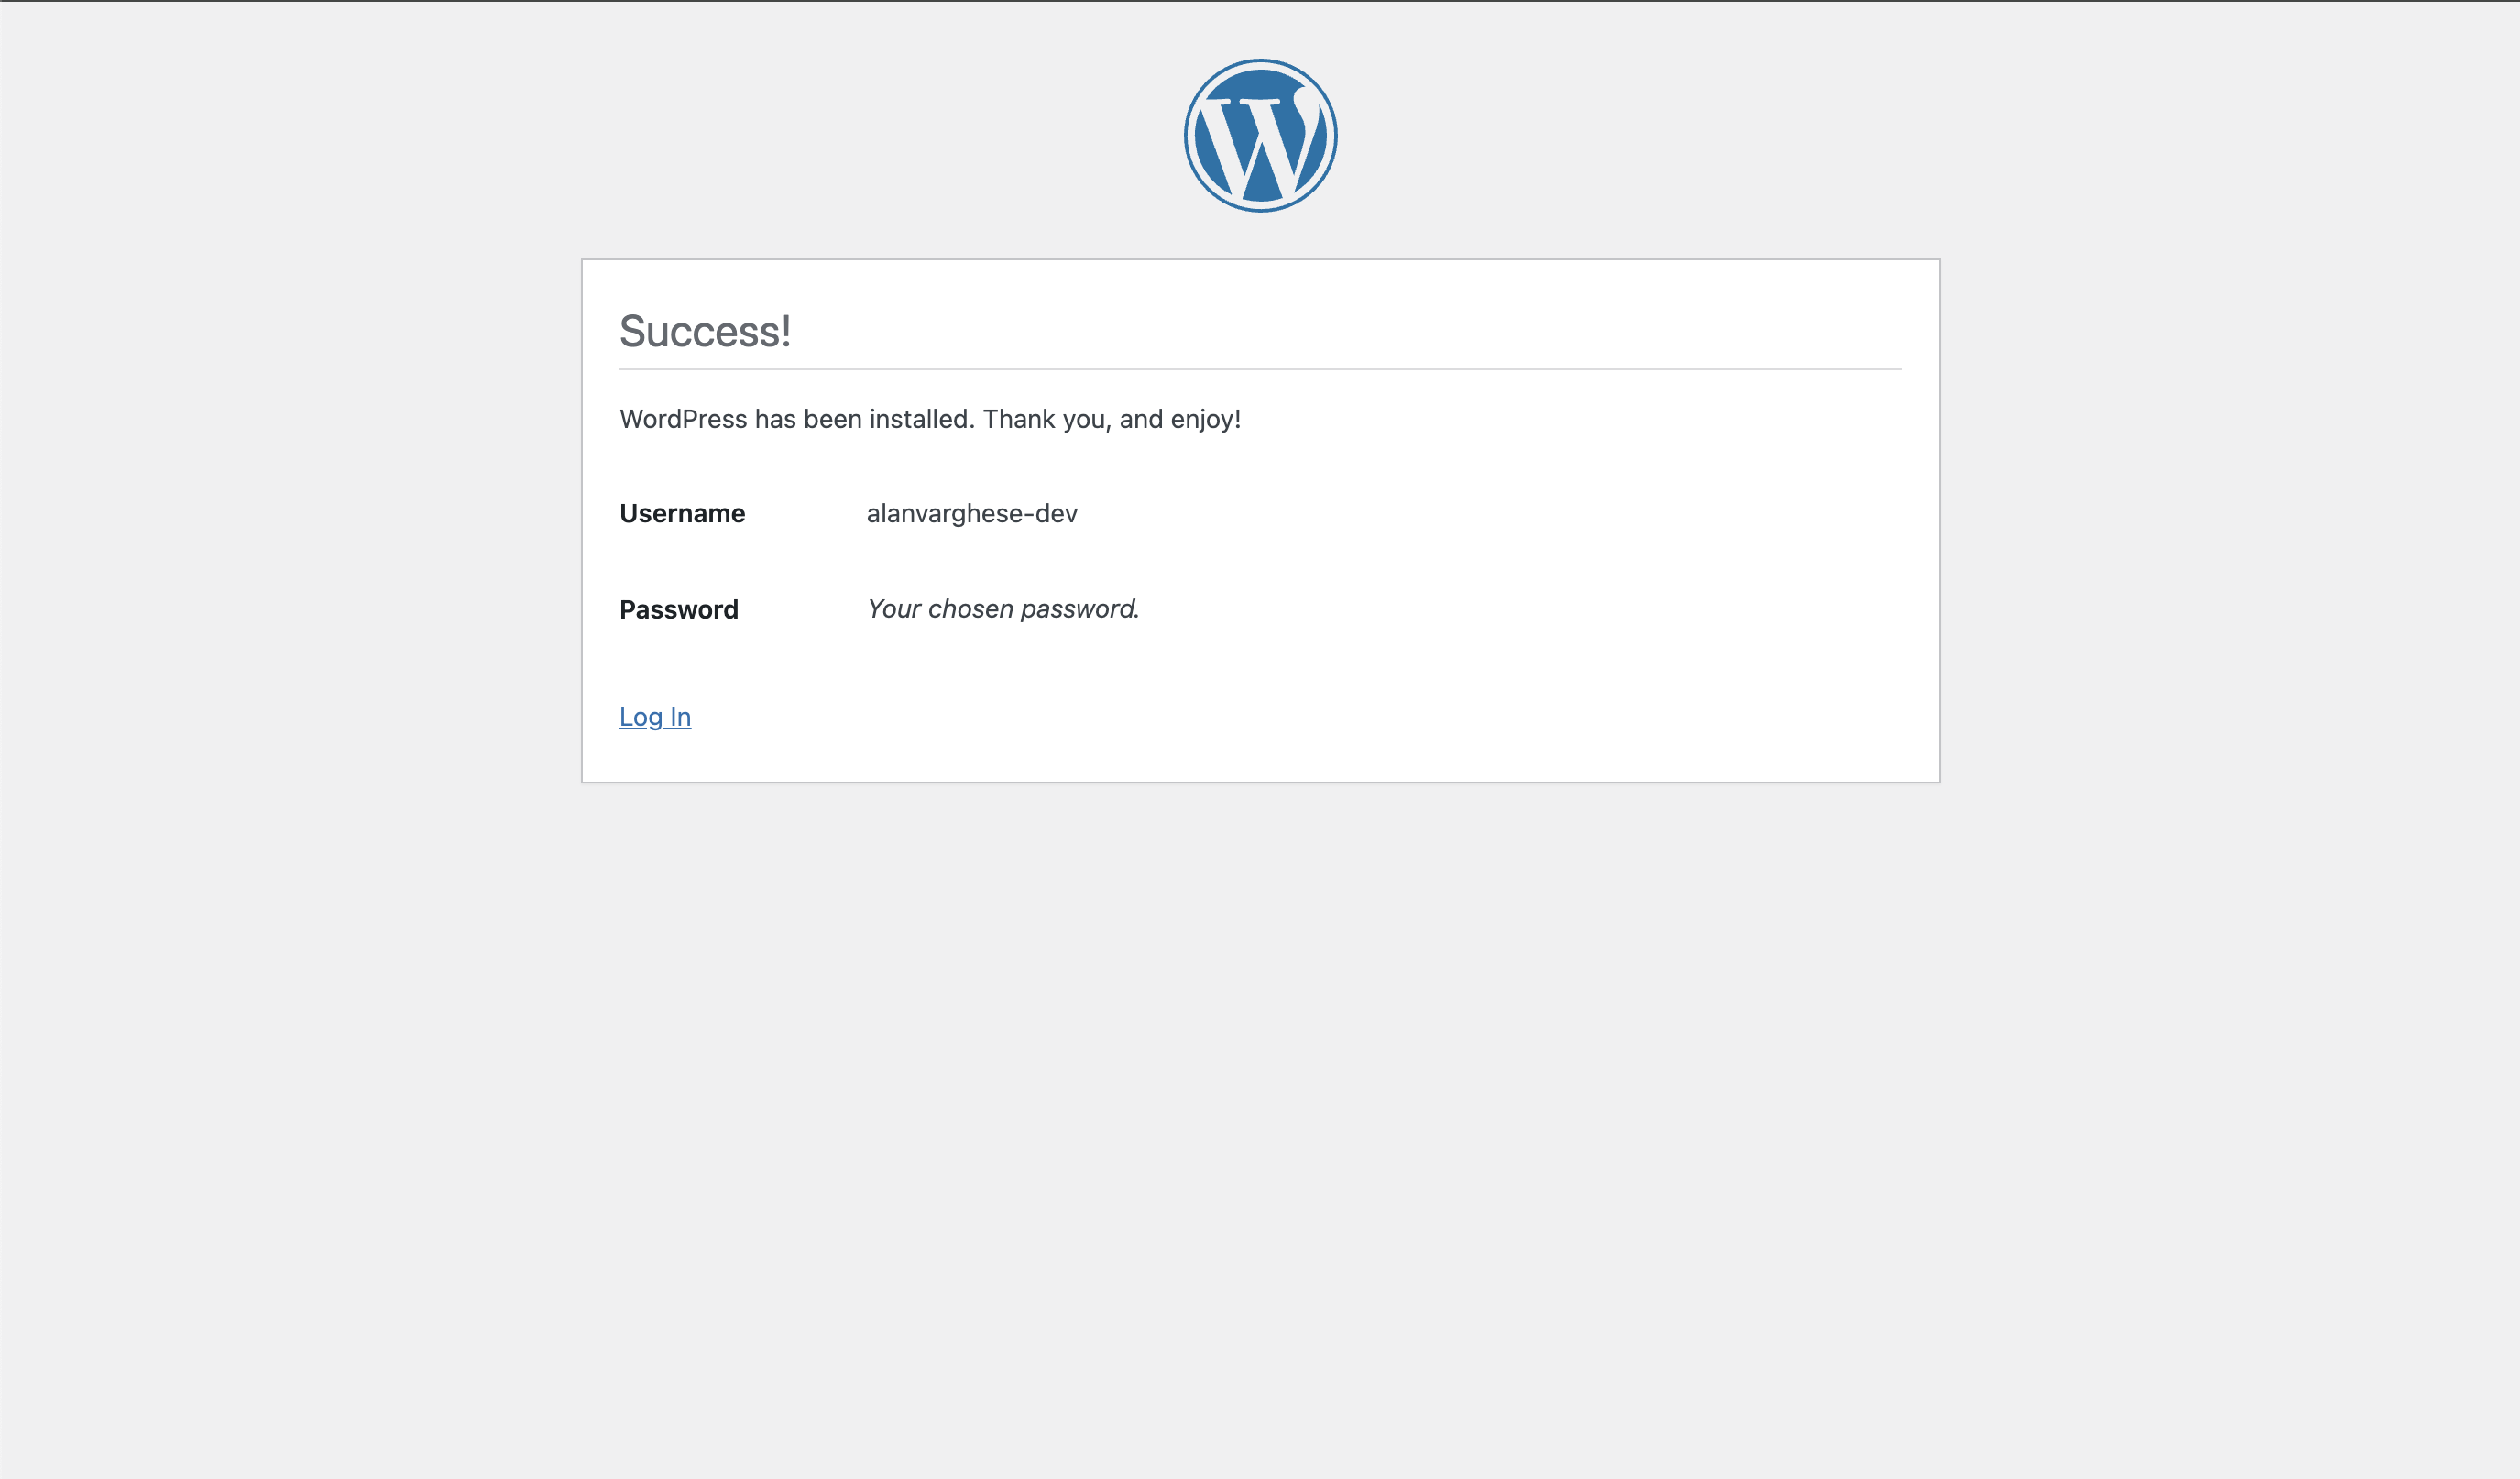 Success!
WordPress has been installed. Thank you, and enjoy!
Username alanvarghese-dev
Password Your chosen password.
Log In